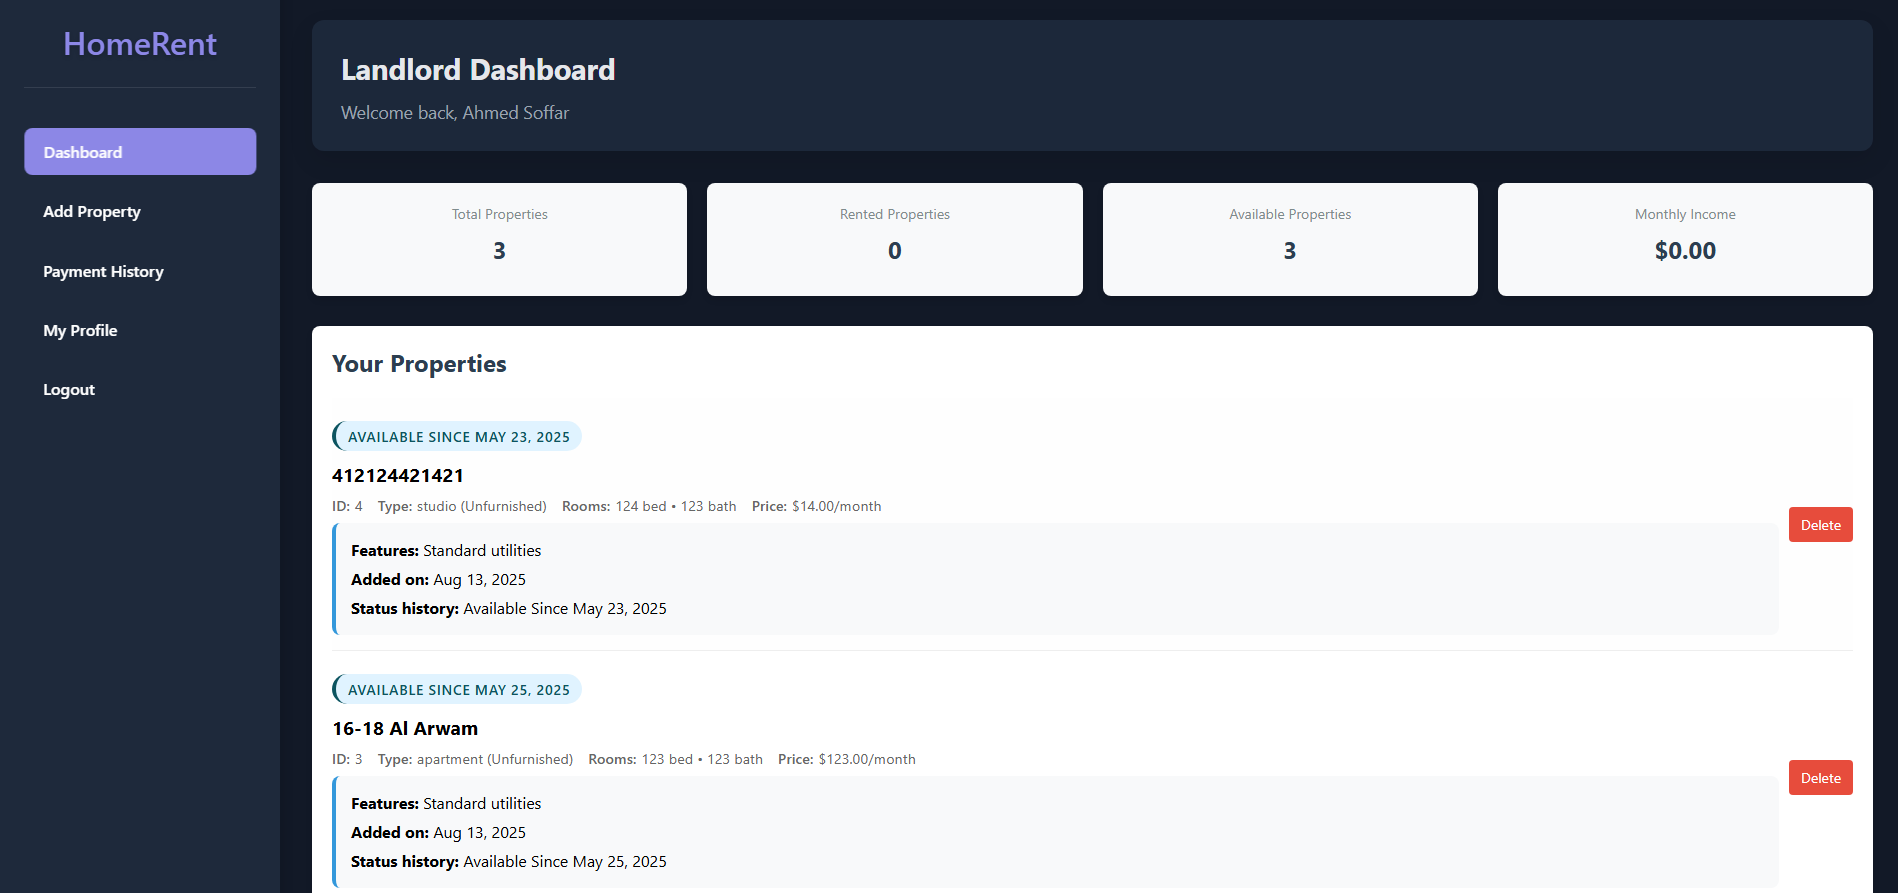 HomeRent
Dashboard
Add Property
Payment History
My Profile
Logout
Landlord Dashboard
Welcome back, Ahmed Soffar
Total Properties
3
Rented Properties
0
Available Properties
3
Monthly Income
$0.00
Your Properties
AVAILABLE SINCE MAY 23, 2025
412124421421
ID: 4 Type: studio (Unfurnished) Rooms: 124 bed • 123 bath Price: $14.00/month
Features: Standard utilities
Added on: Aug 13, 2025
Status history: Available Since May 23, 2025
Delete
AVAILABLE SINCE MAY 25, 2025
16-18 Al Arwam
ID: 3 Type: apartment (Unfurnished) Rooms: 123 bed • 123 bath Price: $123.00/month
Features: Standard utilities
Added on: Aug 13, 2025
Status history: Available Since May 25, 2025
Delete